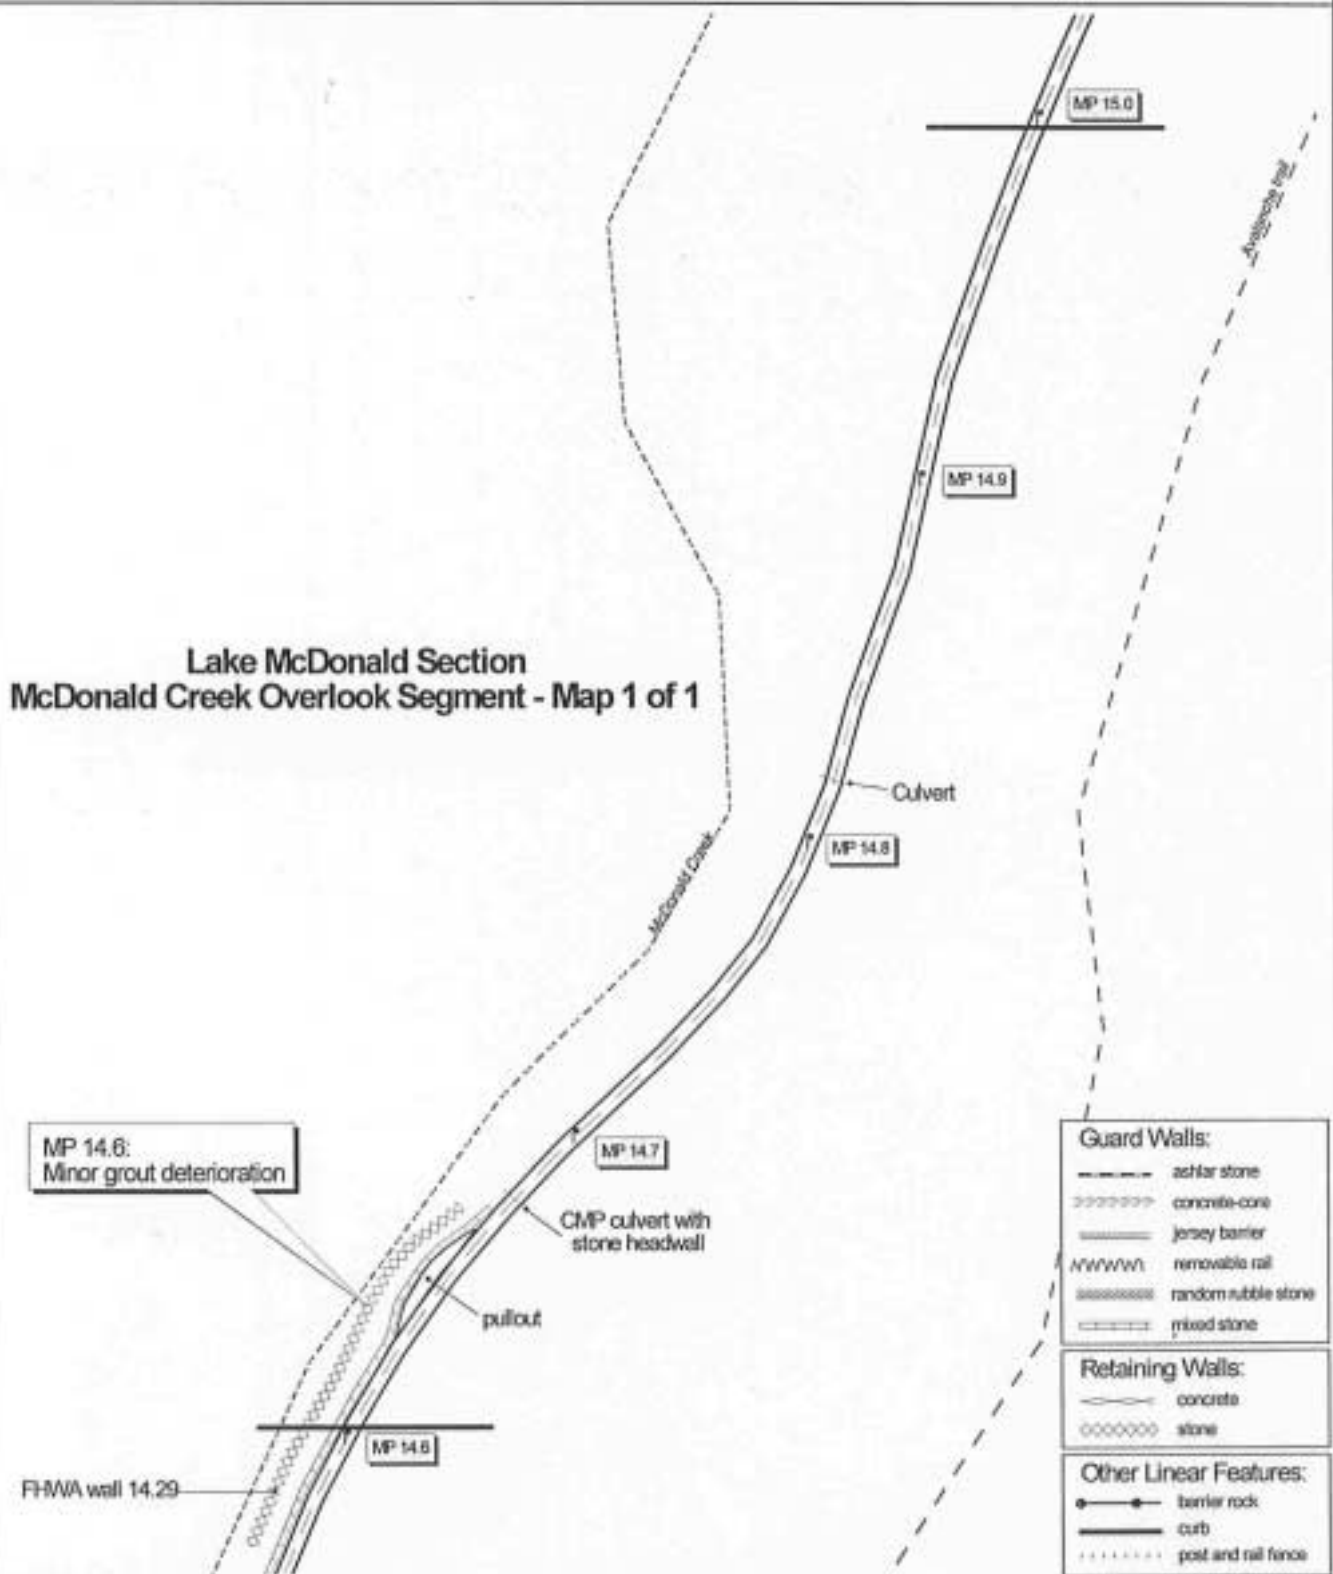 MP 15.0
Avalanche trail
MP 14.9
Lake McDonald Section
McDonald Creek Overlook Segment - Map 1 of 1
Culvert
MP 14.8
McDonald Creek
MP 14.6:
Minor grout deterioration
MP 14.7
CMP culvert with
stone headwall
pullout
MP 14.6
FHWA wall 14.29
Guard Walls:
ashlar stone
concrete-core
jersey barrier
removable rail
random rubble stone
mixed stone
Retaining Walls:
concrete
stone
Other Linear Features:
barrier rock
curb
post and rail fence